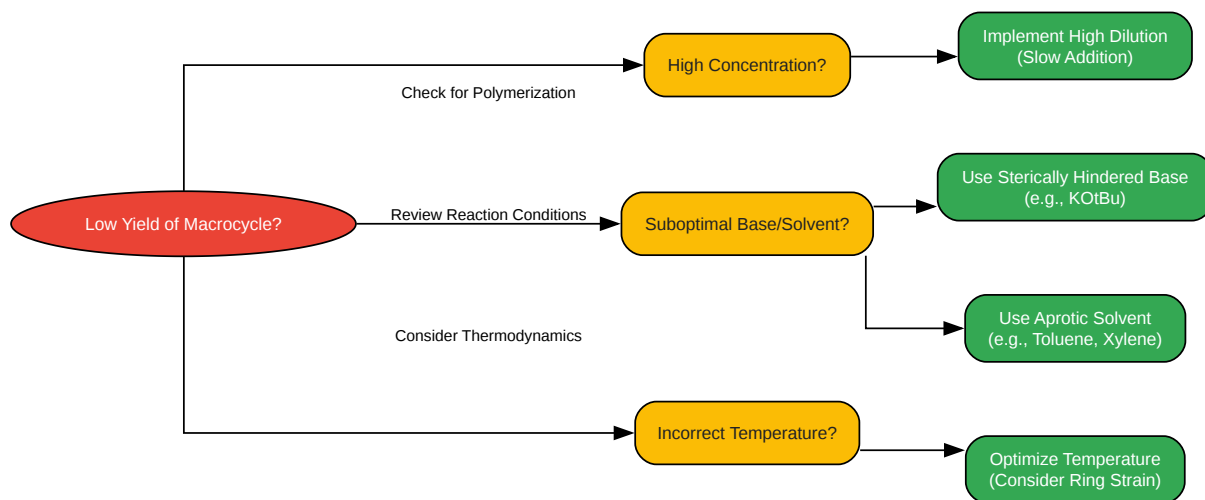 Implement High Dilution
(Slow Addition)
High Concentration?
Check for Polymerization
Use Sterically Hindered Base
(e.g., KOtBu)
Low Yield of Macrocycle?
Review Reaction Conditions
Suboptimal Base/Solvent?
Use Aprotic Solvent
(e.g., Toluene, Xylene)
Consider Thermodynamics
Incorrect Temperature?
Optimize Temperature
(Consider Ring Strain)